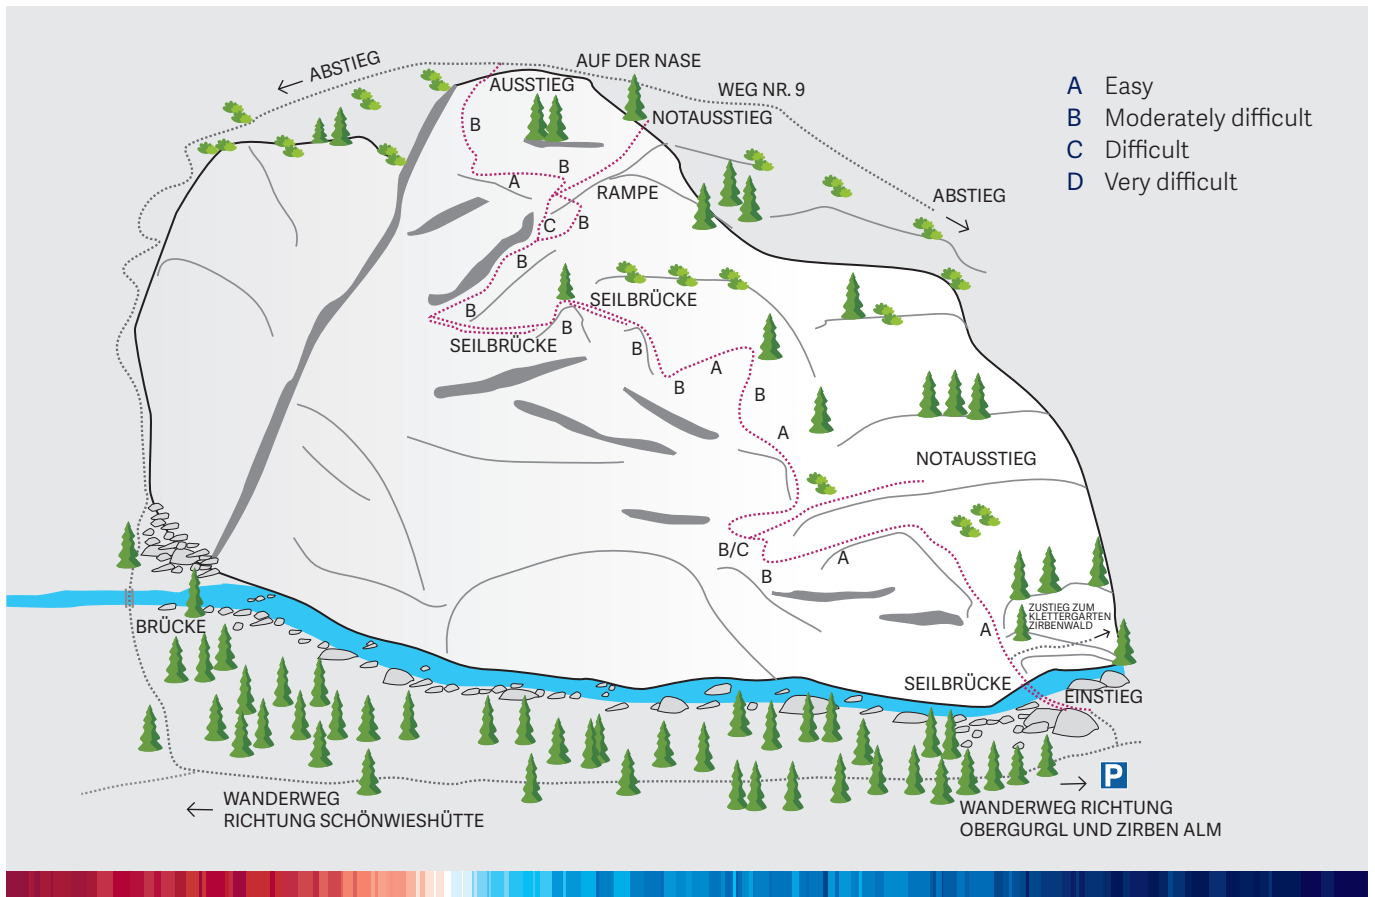 ABSTIEG
AUF DER NASE
AUSSTIEG
WEG NR. 9
NOTAUSSTIEG
A Easy
B Moderately difficult
C Difficult
D Very difficult
B
B
A
RAMPE
ABSTIEG
C
B
B
SEILBRÜCKE
B
B
SEILBRÜCKE
B
A
B
B
A
NOTAUSSTIEG
B/C
A
B
ZUSTIEG ZUM
KLETTERGARTEN
ZIRBENWALD
A
BRÜCKE
SEILBRÜCKE
EINSTIEG
P
WANDERWEG
RICHTUNG SCHÖNWIESHÜTTE
WANDERWEG RICHTUNG
OBERGURGL UND ZIRBEN ALM